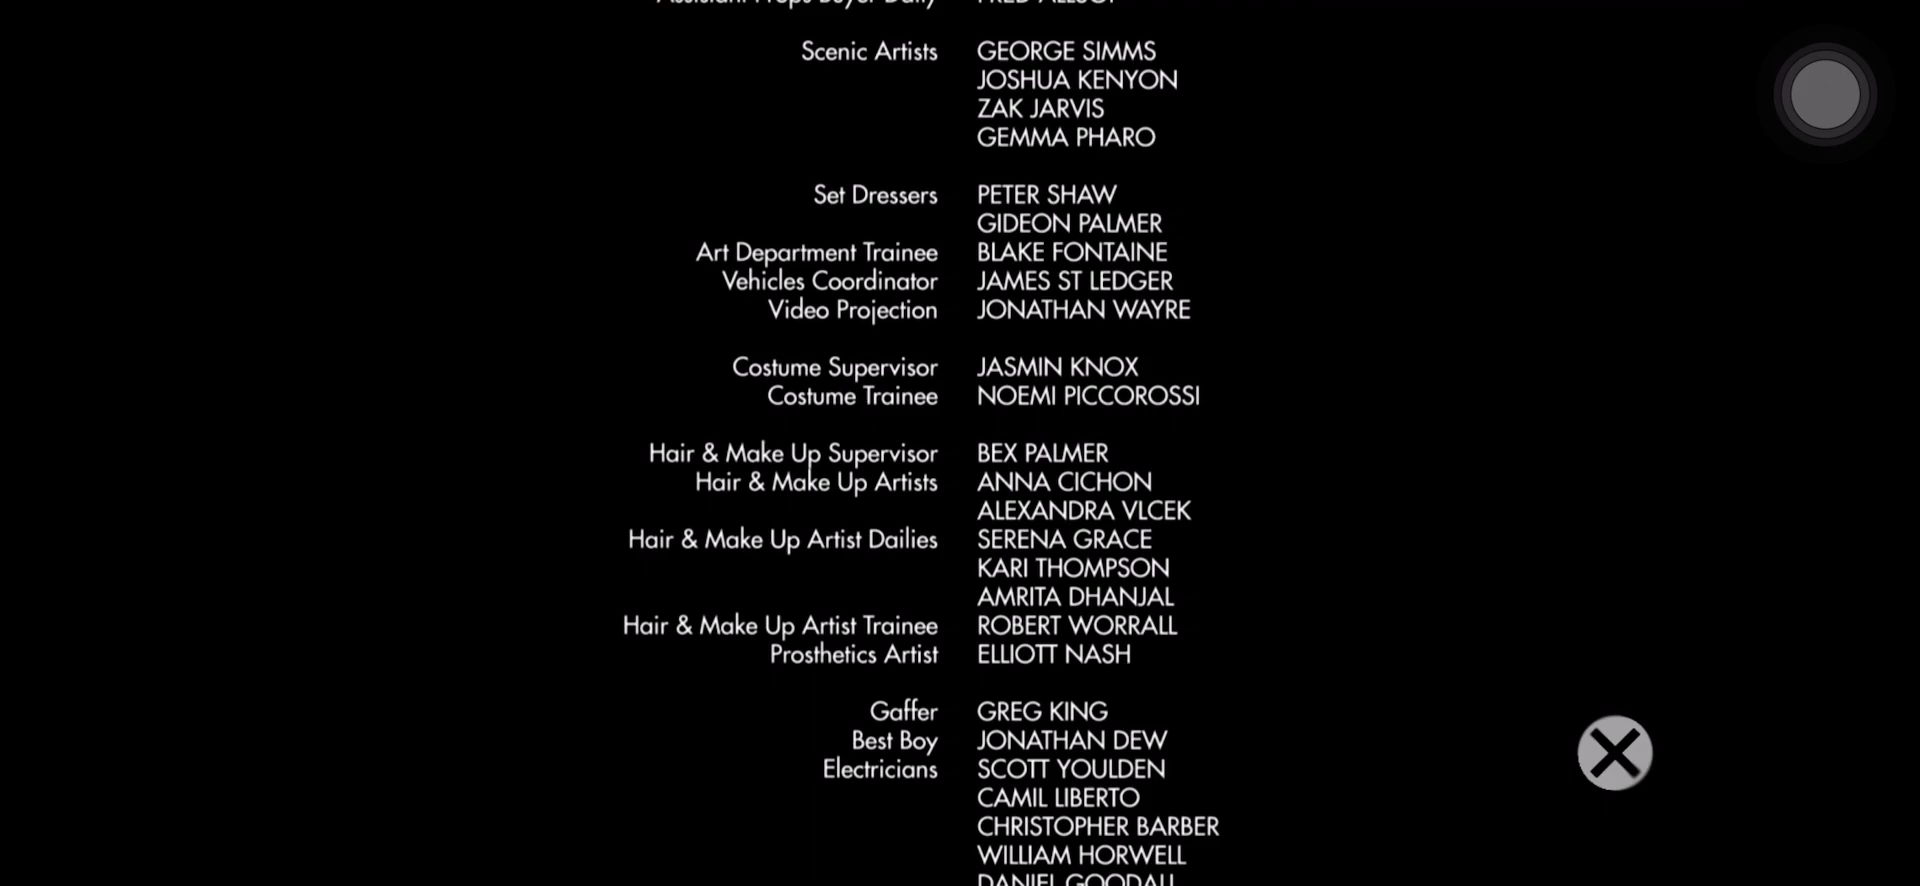 Scenic Artists GEORGE SIMMS
JOSHUA KENYON
ZAK JARVIS
GEMMA PHARO
Set Dressers PETER SHAW
GIDEON PALMER
Art Department Trainee BLAKE FONTAINE
Vehicles Coordinator JAMES ST LEDGER
Video Projection JONATHAN WAYRE
Costume Supervisor JASMIN KNOX
Costume Trainee NOEMI PICCOROSSI
Hair & Make Up Supervisor BEX PALMER
Hair & Make Up Artists ANNA CICHON
ALEXANDRA VLCEK
Hair & Make Up Artist Dailies SERENA GRACE
KARI THOMPSON
AMRITA DHANJAL
Hair & Make Up Artist Trainee ROBERT WORRALL
Prosthetics Artist ELLIOTT NASH
Gaffer GREG KING
Best Boy JONATHAN DEW
Electricians SCOTT YOULDEN
CAMIL LIBERTO
CHRISTOPHER BARBER
WILLIAM HORWELL